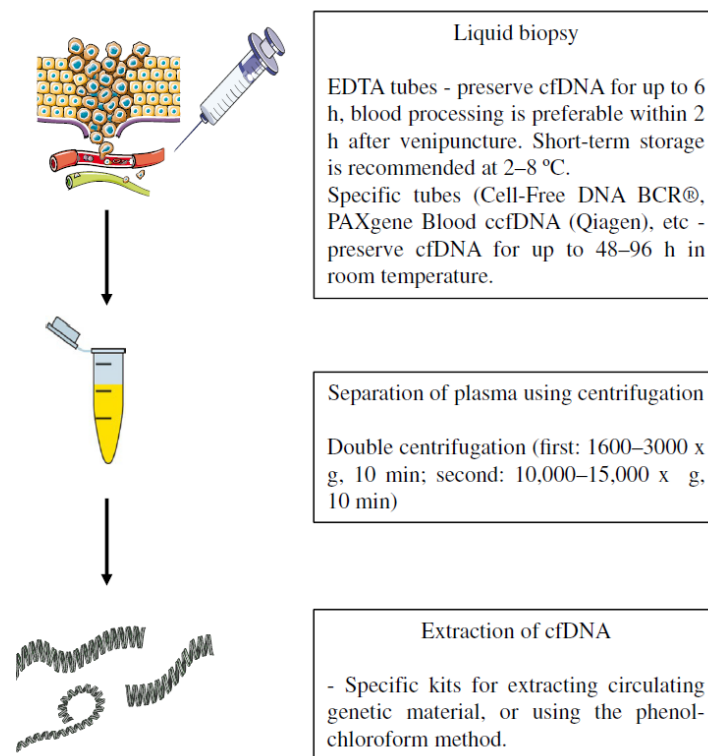 Liquid biopsy
EDTA tubes - preserve cfDNA for up to 6
h, blood processing is preferable within 2
h after venipuncture. Short-term storage
is recommended at 2–8 ºC.
Specific tubes (Cell-Free DNA BCR®,
PAXgene Blood ccfDNA (Qiagen), etc -
preserve cfDNA for up to 48–96 h in
room temperature.
Separation of plasma using centrifugation
Double centrifugation (first: 1600–3000 x
g, 10 min; second: 10,000–15,000 x g,
10 min)
Extraction of cfDNA
- Specific kits for extracting circulating
genetic material, or using the phenol-
chloroform method.